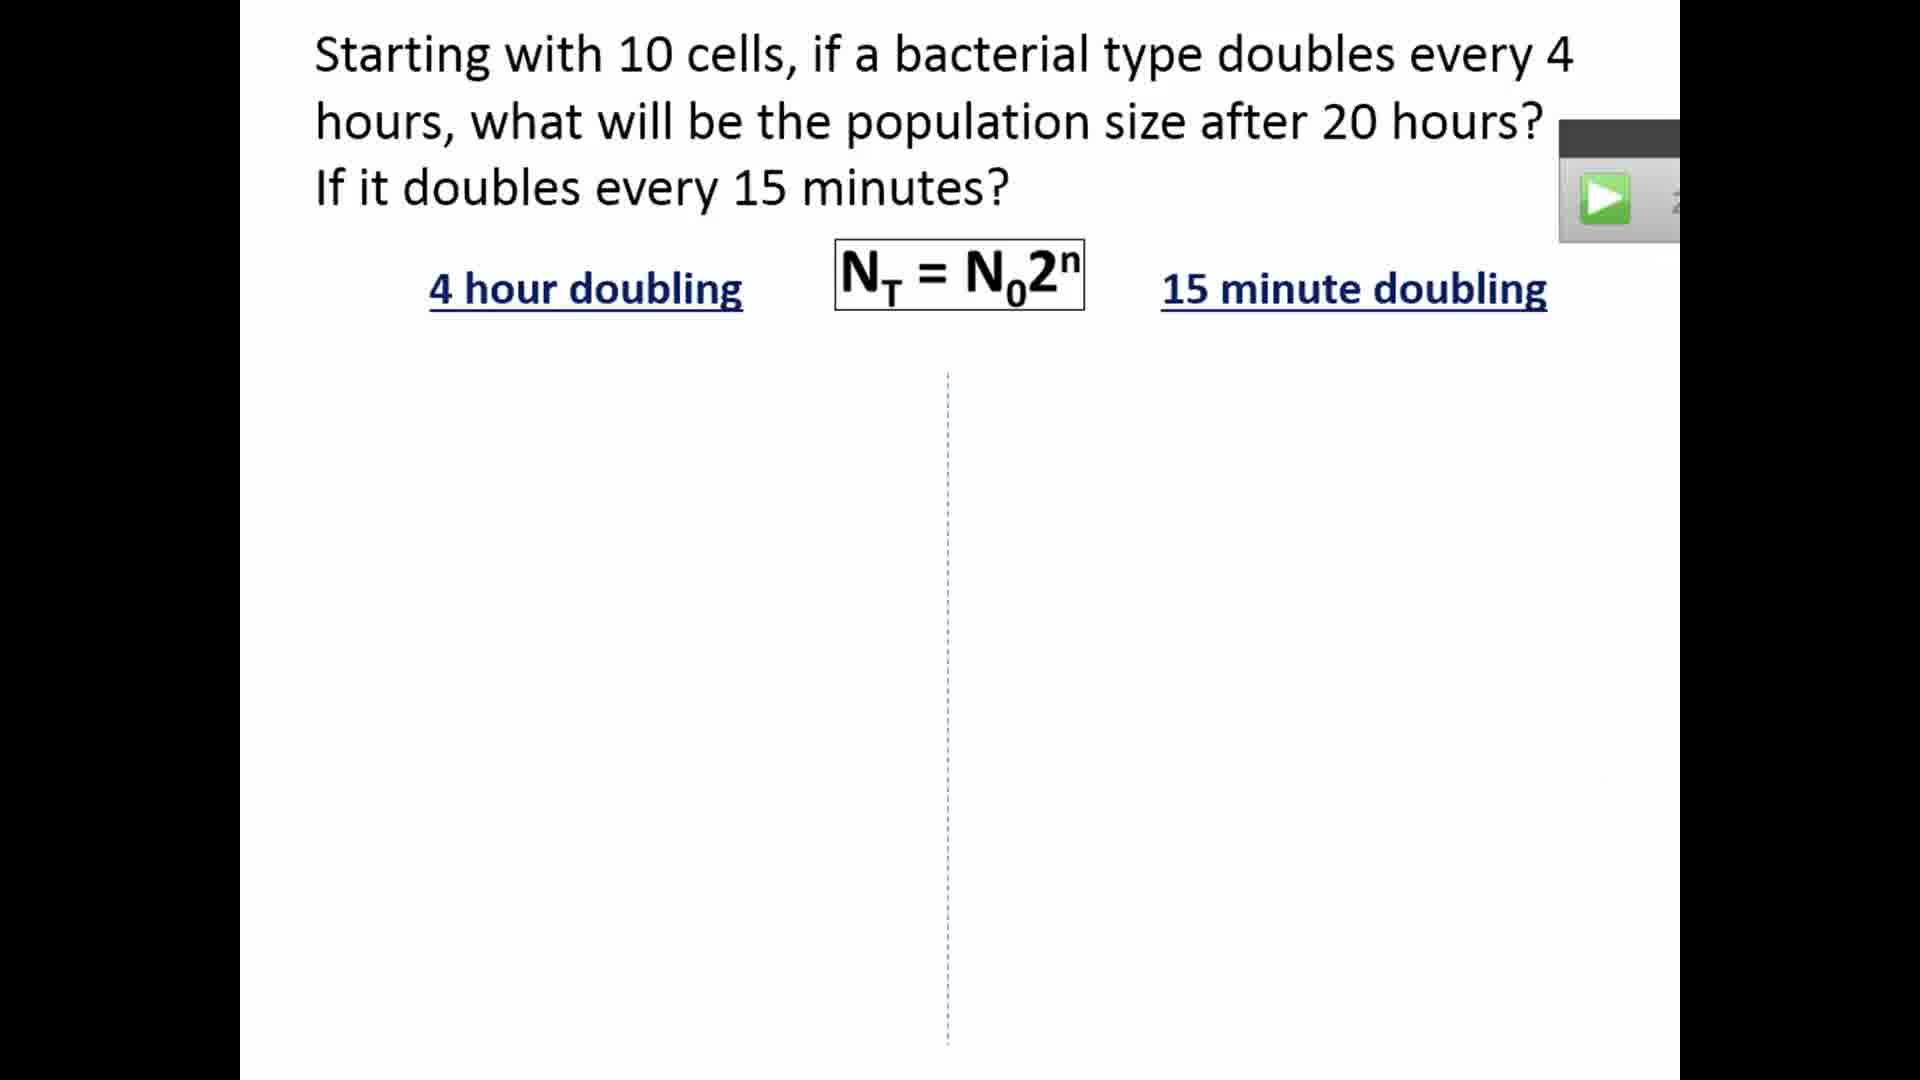 Starting with 10 cells, if a bacterial type doubles every 4
hours, what will be the population size after 20 hours?
If it doubles every 15 minutes?
N_T = N_0 2^n
4 hour doubling
15 minute doubling